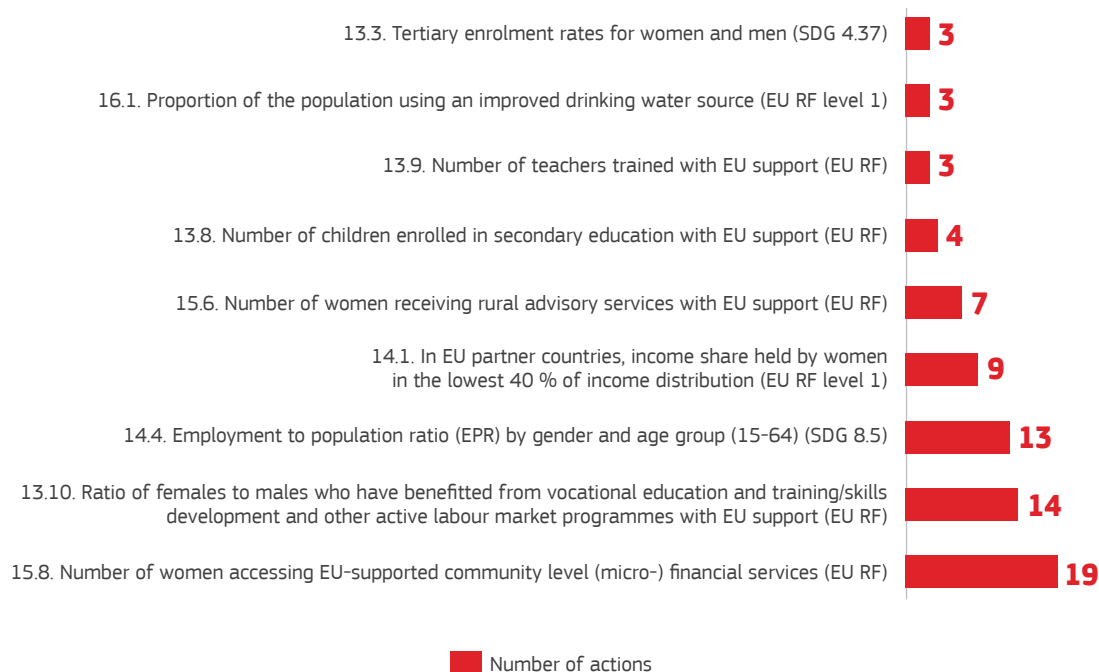 13.3. Tertiary enrolment rates for women and men (SDG 4.37) 3
16.1. Proportion of the population using an improved drinking water source (EU RF level 1) 3
13.9. Number of teachers trained with EU support (EU RF) 3
13.8. Number of children enrolled in secondary education with EU support (EU RF) 4
15.6. Number of women receiving rural advisory services with EU support (EU RF) 7
14.1. In EU partner countries, income share held by women
in the lowest 40 % of income distribution (EU RF level 1) 9
14.4. Employment to population ratio (EPR) by gender and age group (15-64) (SDG 8.5) 13
13.10. Ratio of females to males who have benefitted from vocational education and training/skills
development and other active labour market programmes with EU support (EU RF) 14
15.8. Number of women accessing EU-supported community level (micro-) financial services (EU RF) 19
Number of actions